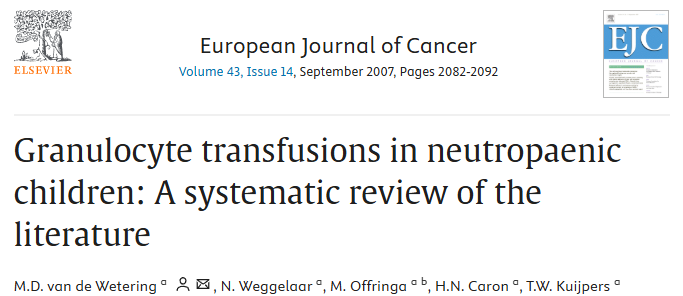 European Journal of Cancer
Volume 43, Issue 14, September 2007, Pages 2082-2092
ELSEVIER
EJC
Granulocyte transfusions in neutropaenic
children: A systematic review of the
literature
M.D. van de Wetering a, N. Weggelaar a, M. Offringa a b, H.N. Caron a, T.W. Kuijpers a